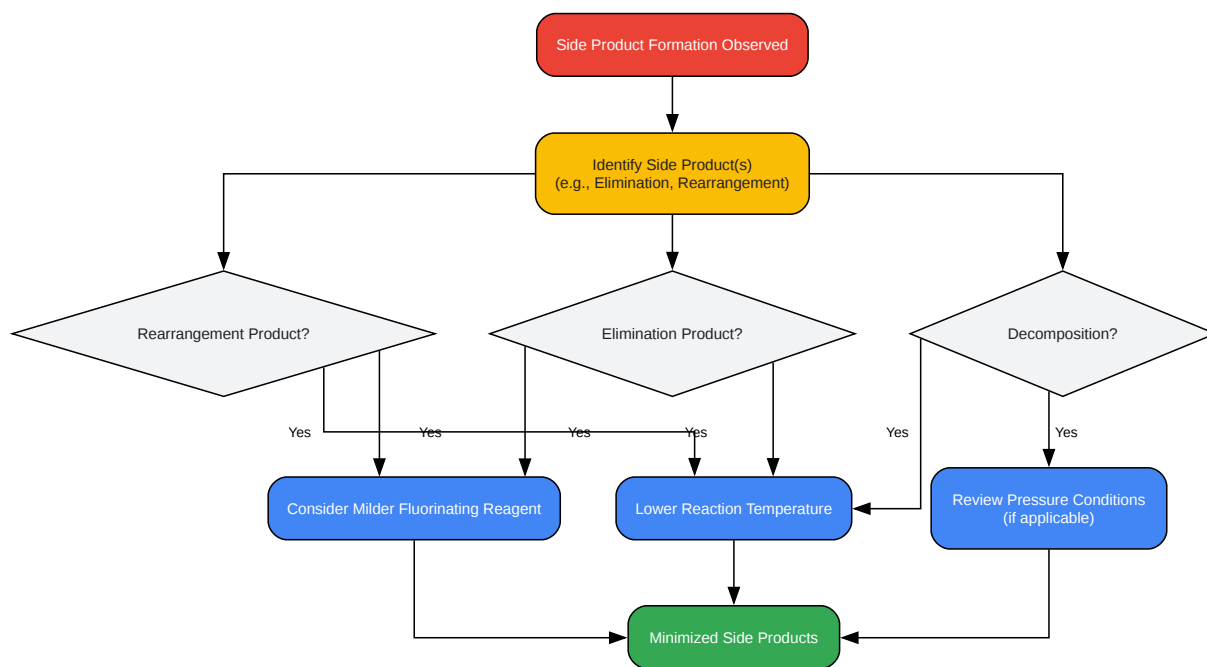 Side Product Formation Observed
Identify Side Product(s)
(e.g., Elimination, Rearrangement)
Rearrangement Product?
Elimination Product?
Decomposition?
Yes
Yes
Yes
Yes
Yes
Yes
Consider Milder Fluorinating Reagent
Lower Reaction Temperature
Review Pressure Conditions
(if applicable)
Minimized Side Products